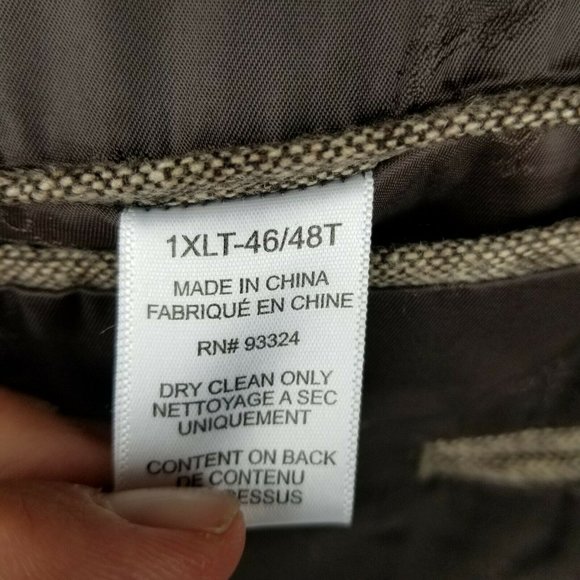 1XLT-46/48T
MADE IN CHINA
FABRIQUÉ EN CHINE
RN# 93324
DRY CLEAN ONLY
NETTOYAGE A SEC
UNIQUEMENT
CONTENT ON BACK
DE CONTENU